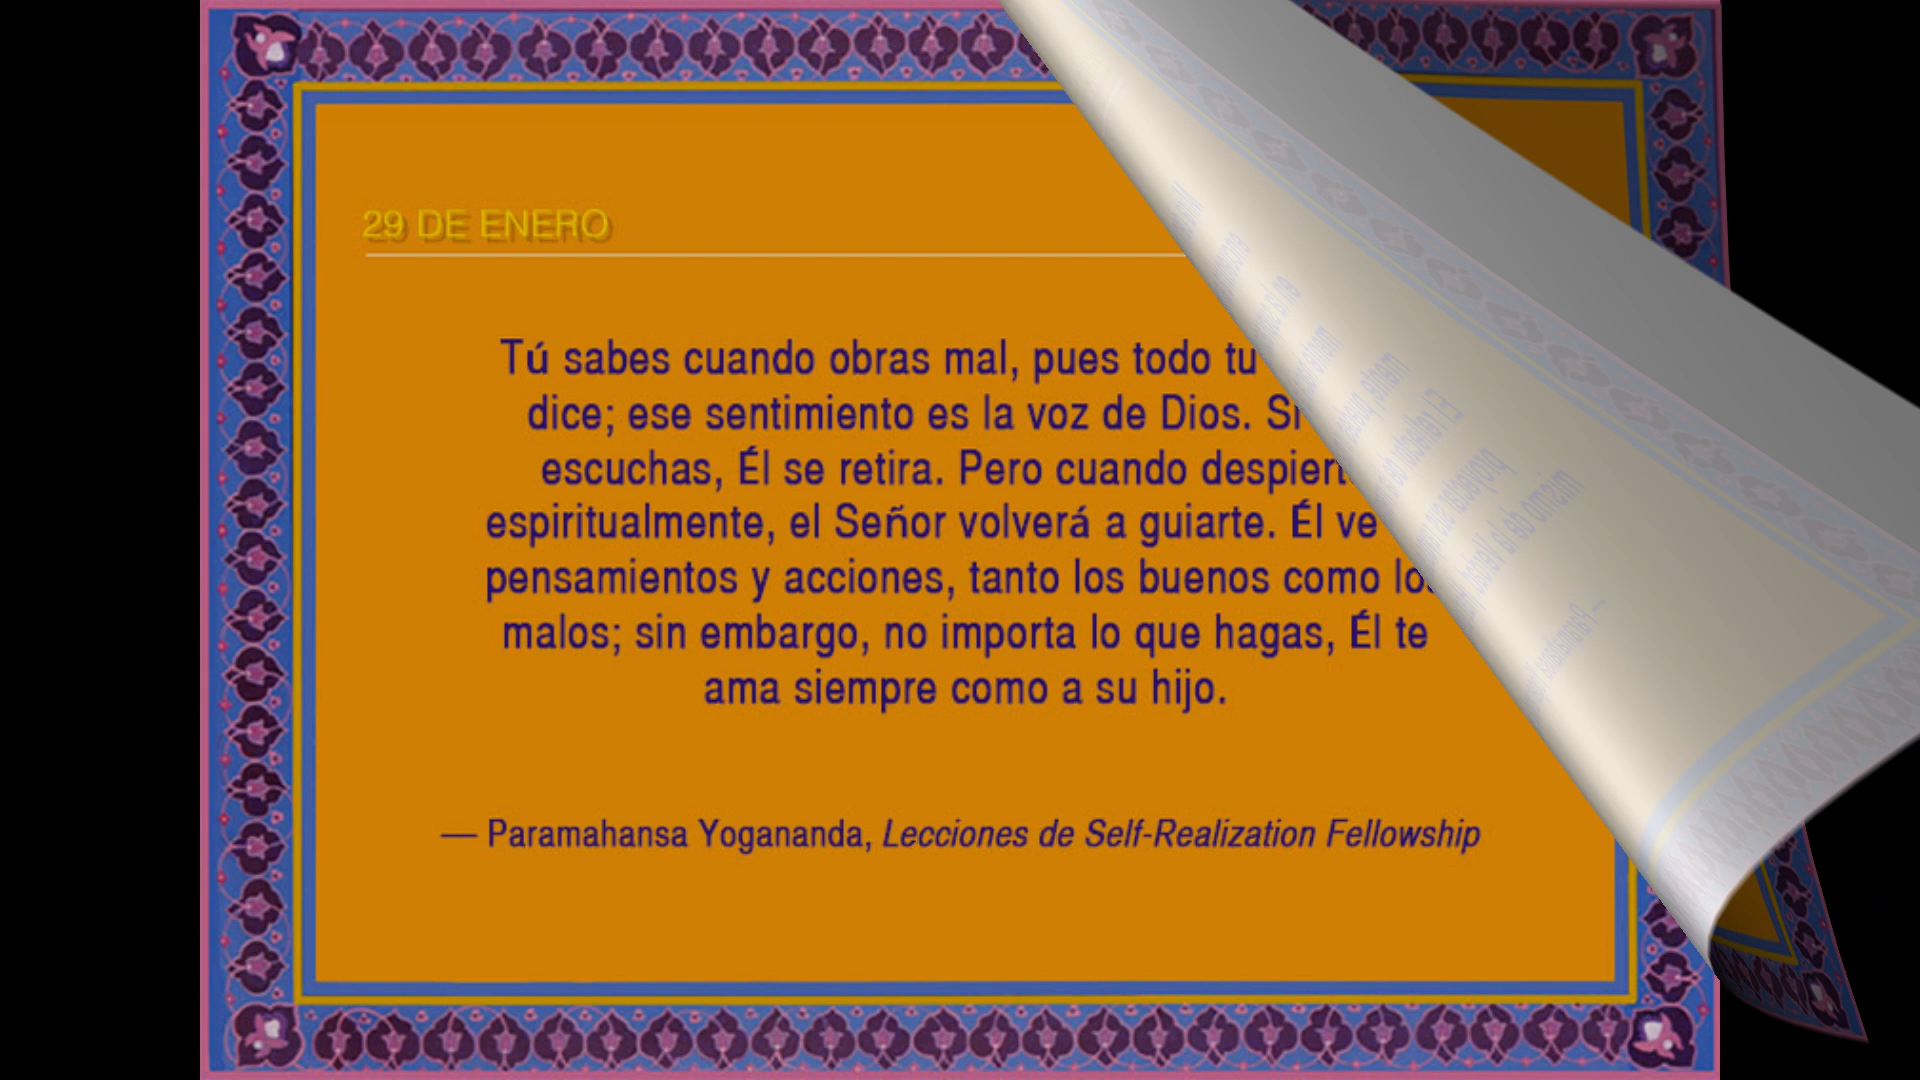 29 DE ENERO
Tú sabes cuando obras mal, pues todo tu
dice; ese sentimiento es la voz de Dios. Si
escuchas, Él se retira. Pero cuando
espiritualmente, el Señor volverá a guiarte. Él ve
pensamientos y acciones, tanto los buenos como los
malos; sin embargo, no importa lo que hagas, Él te
ama siempre como a su hijo.
— Paramahansa Yogananda, Lecciones de Self-Realization Fellowship